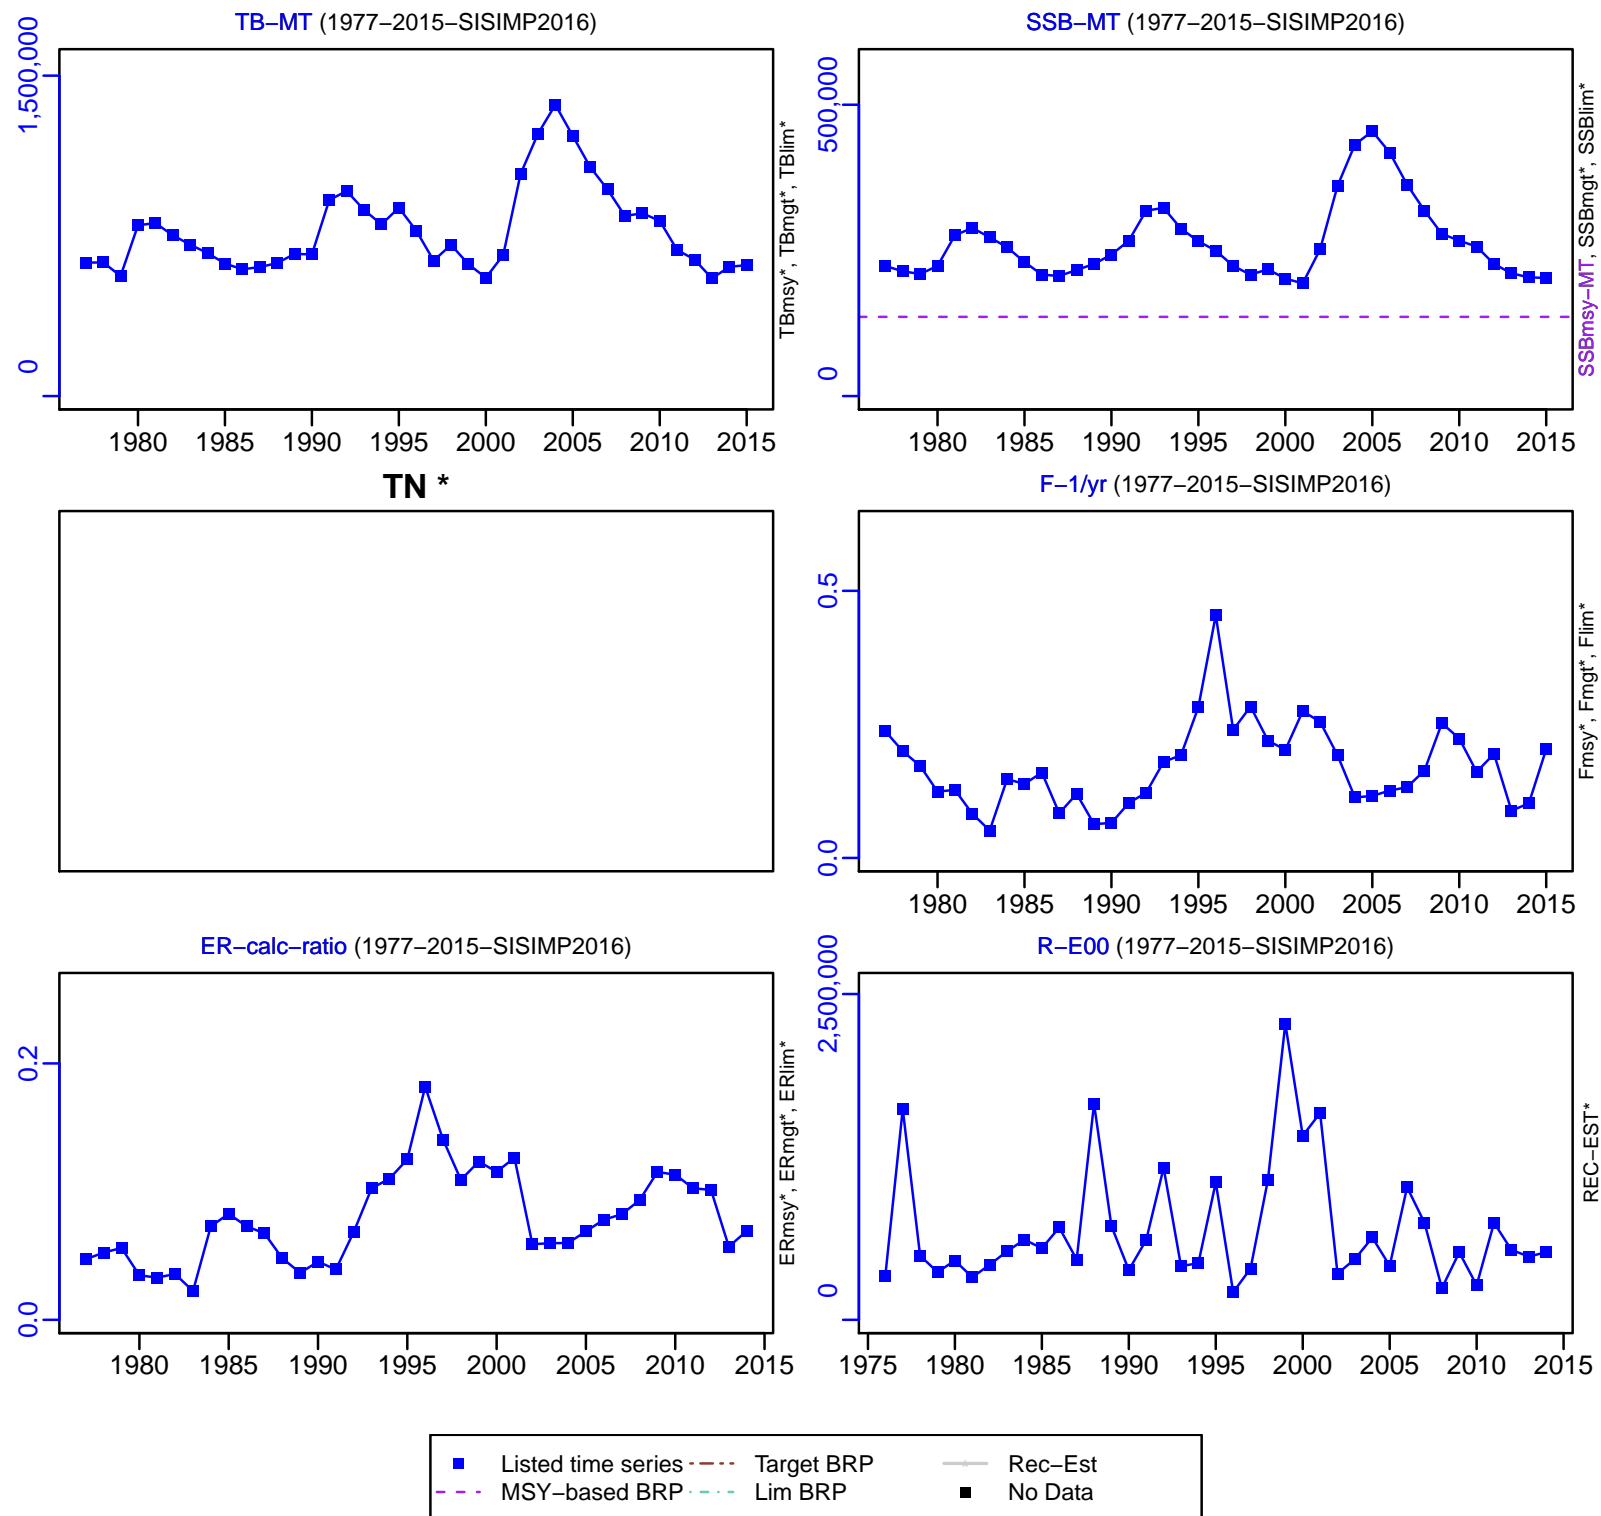 TB−MT (1977−2015−SISIMP2016)
1,500,000
0
TBmsy*, TBmgt*, TBlim*
1980 1985 1990 1995 2000 2005 2010 2015
SSB−MT (1977−2015−SISIMP2016)
500,000
0
SSBmsy−MT, SSBmgt*, SSBlim*
1980 1985 1990 1995 2000 2005 2010 2015
TN *
F−1/yr (1977−2015−SISIMP2016)
0.5
0.0
Fmsy*, Fmgt*, Flim*
1980 1985 1990 1995 2000 2005 2010 2015
ER−calc−ratio (1977−2015−SISIMP2016)
0.2
0.0
ERmsy*, ERmgt*, ERlim*
1980 1985 1990 1995 2000 2005 2010 2015
R−E00 (1977−2015−SISIMP2016)
2,500,000
0
REC−EST*
1975 1980 1985 1990 1995 2000 2005 2010 2015
Listed time series Target BRP Rec−Est
MSY−based BRP Lim BRP No Data